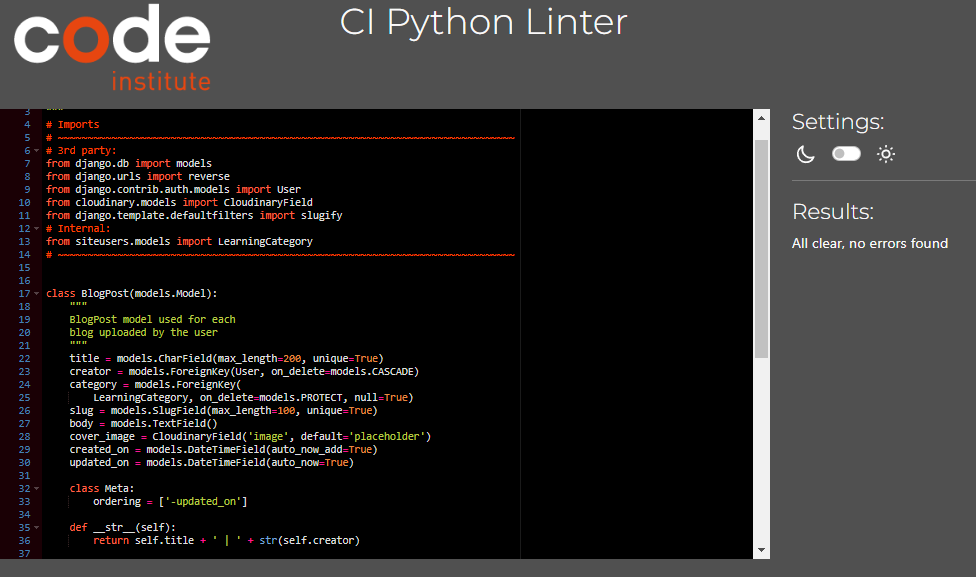 code
institute
CI Python Linter
3 """
4 # Imports
5 # ~~~~~~~~~~~~~~~~~~~~~~~~~~~~~~~~~~~~~~~~~~~~~~~~~~~~~~~~~~~~~~~~~~~~~~~~~~~~~
6 # 3rd party:
7 from django.db import models
8 from django.urls import reverse
9 from django.contrib.auth.models import User
10 from cloudinary.models import CloudinaryField
11 from django.template.defaultfilters import slugify
12 # Internal:
13 from siteusers.models import LearningCategory
14 # ~~~~~~~~~~~~~~~~~~~~~~~~~~~~~~~~~~~~~~~~~~~~~~~~~~~~~~~~~~~~~~~~~~~~~~~~~~~~~
15
16
17 class BlogPost(models.Model):
18     """
19     BlogPost model used for each
20     blog uploaded by the user
21     """
22     title = models.CharField(max_length=200, unique=True)
23     creator = models.ForeignKey(User, on_delete=models.CASCADE)
24     category = models.ForeignKey(
25         LearningCategory, on_delete=models.PROTECT, null=True)
26     slug = models.SlugField(max_length=100, unique=True)
27     body = models.TextField()
28     cover_image = CloudinaryField('image', default='placeholder')
29     created_on = models.DateTimeField(auto_now_add=True)
30     updated_on = models.DateTimeField(auto_now=True)
31
32     class Meta:
33         ordering = ['-updated_on']
34
35     def __str__(self):
36         return self.title + ' | ' + str(self.creator)
37
Settings:
Results:
All clear, no errors found